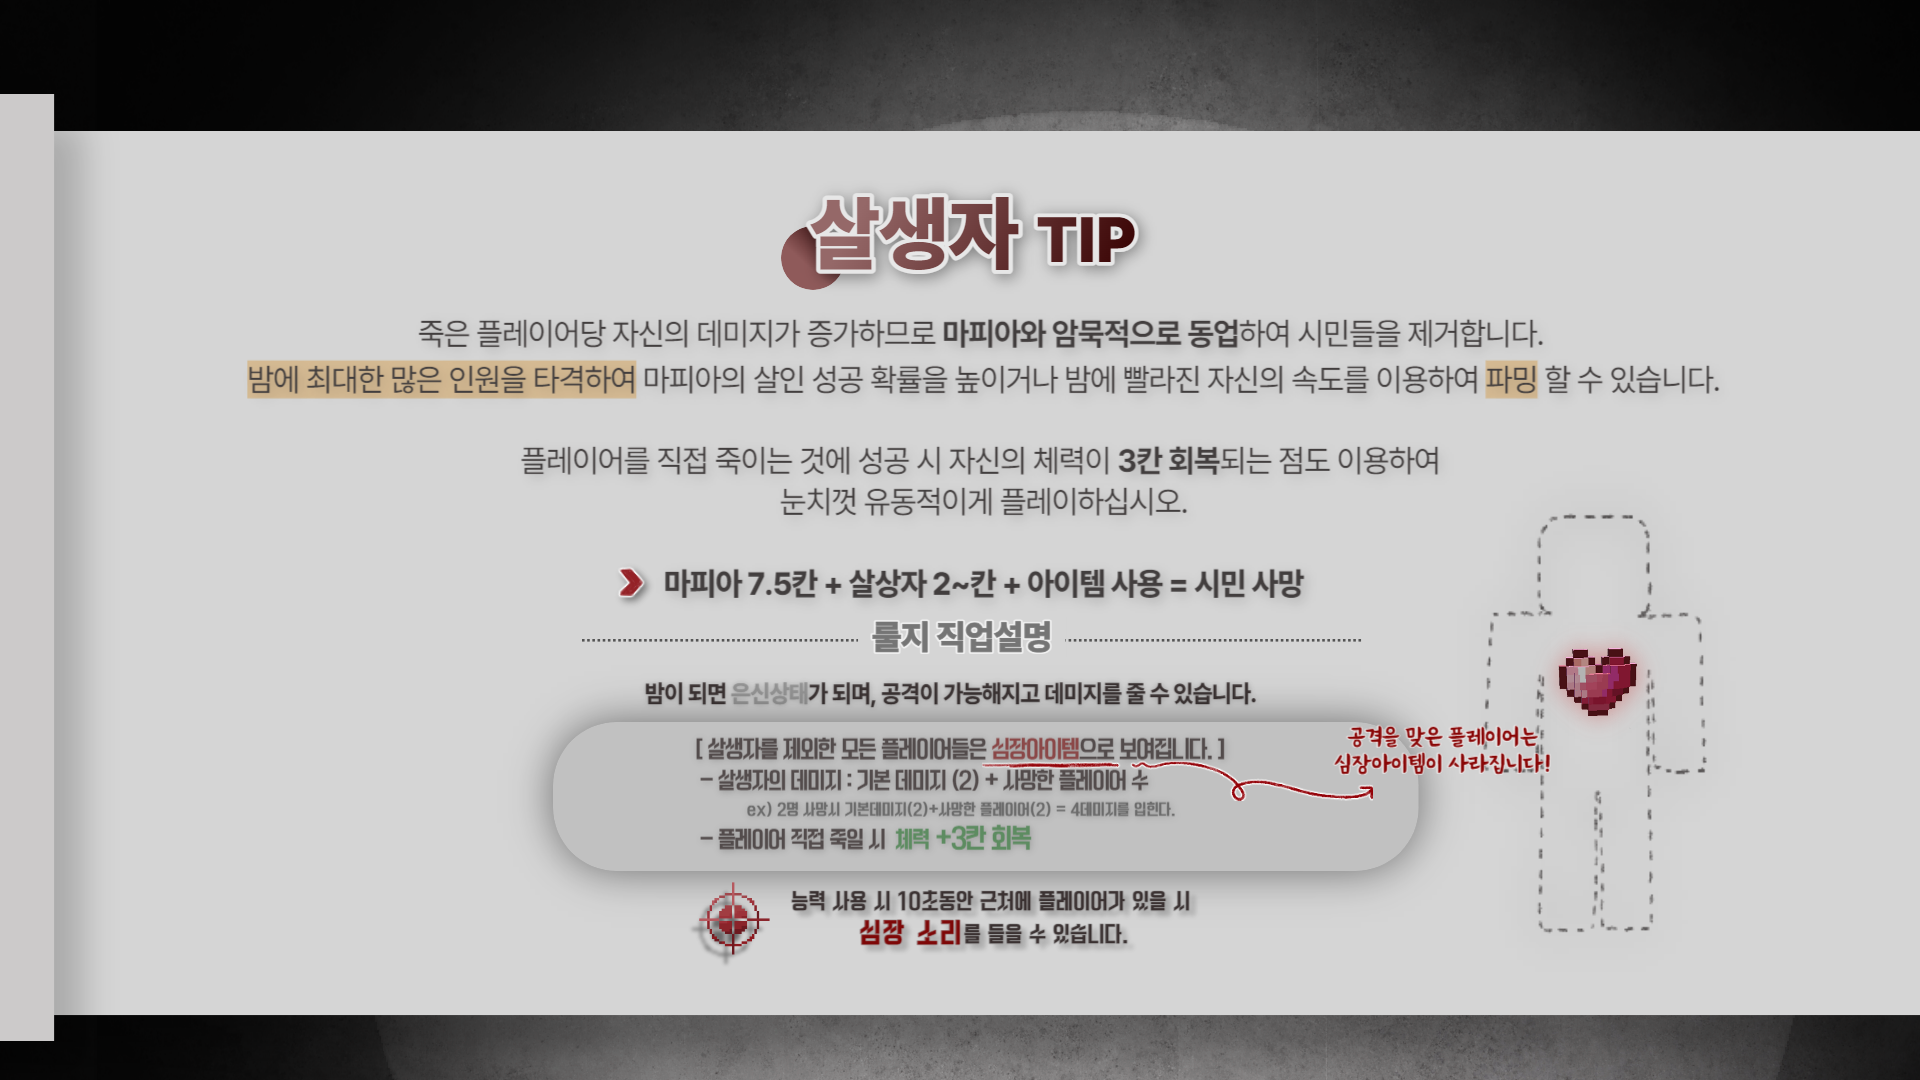 살생자 TIP
죽은 플레이어당 자신의 데미지가 증가하므로 마피아와 암묵적으로 동업하여 시민들을 제거합니다.
밤에 최대한 많은 인원을 타격하여 마피아의 살인 성공 확률을 높이거나 밤에 빨라진 자신의 속도를 이용하여 파밍 할 수 있습니다.
플레이어를 직접 죽이는 것에 성공 시 자신의 체력이 3칸 회복되는 점도 이용하여
눈치껏 유동적이게 플레이하십시오.
마피아 7.5칸 + 살상자 2~칸 + 아이템 사용 = 시민 사망
룰지 직업설명
밤이 되면 은신상태가 되며, 공격이 가능해지고 데미지를 줄 수 있습니다.
[ 살생자를 제외한 모든 플레이어들은 심장아이템으로 보여집니다. ]
- 살생자의 데미지 : 기본 데미지 (2) + 사망한 플레이어 수
ex) 2명 사망시 기본데미지(2)+사망한 플레이어(2) = 4데미지를 입힌다.
- 플레이어 직접 죽일 시 체력 +3칸 회복
공격을 맞은 플레이어는
심장아이템이 사라집니다!
능력 사용 시 10초동안 근처에 플레이어가 있을 시
심장 소리를 들을 수 있습니다.